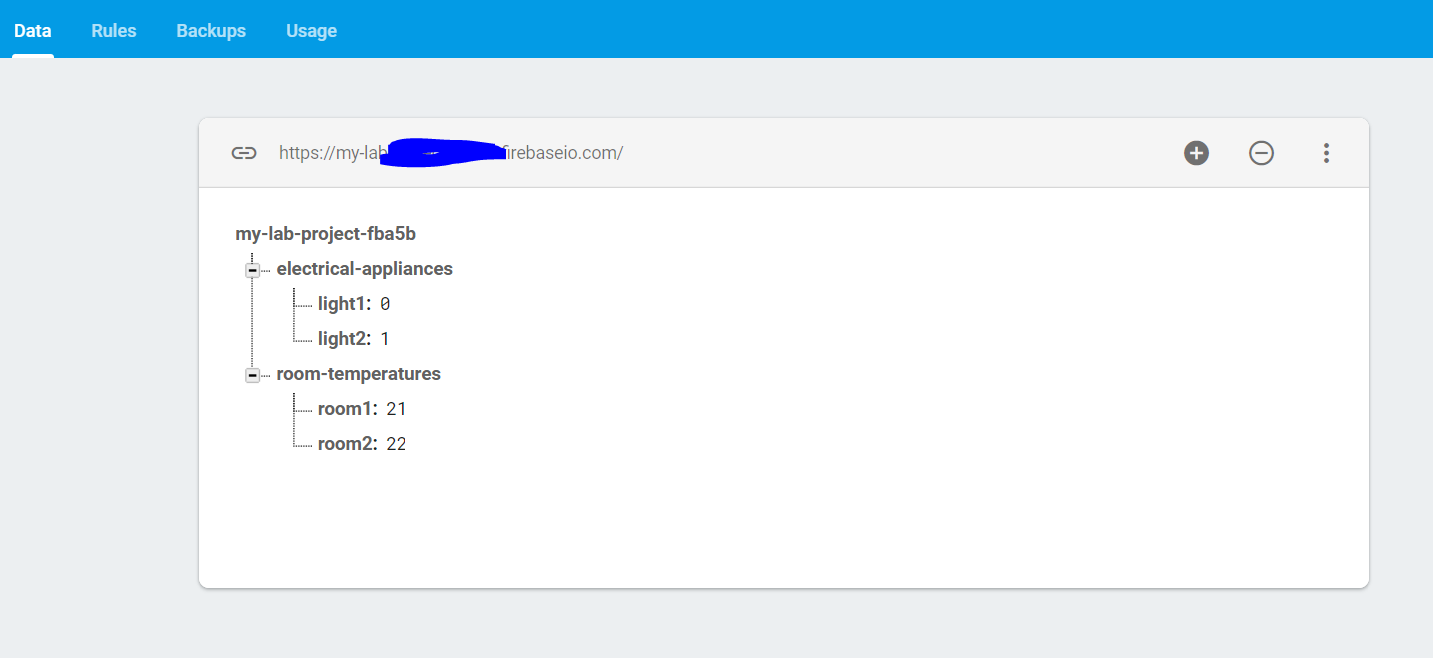 Data Rules Backups Usage
https://my-lab firebaseio.com/
my-lab-project-fba5b
electrical-appliances
light1: 0
light2: 1
room-temperatures
room1: 21
room2: 22